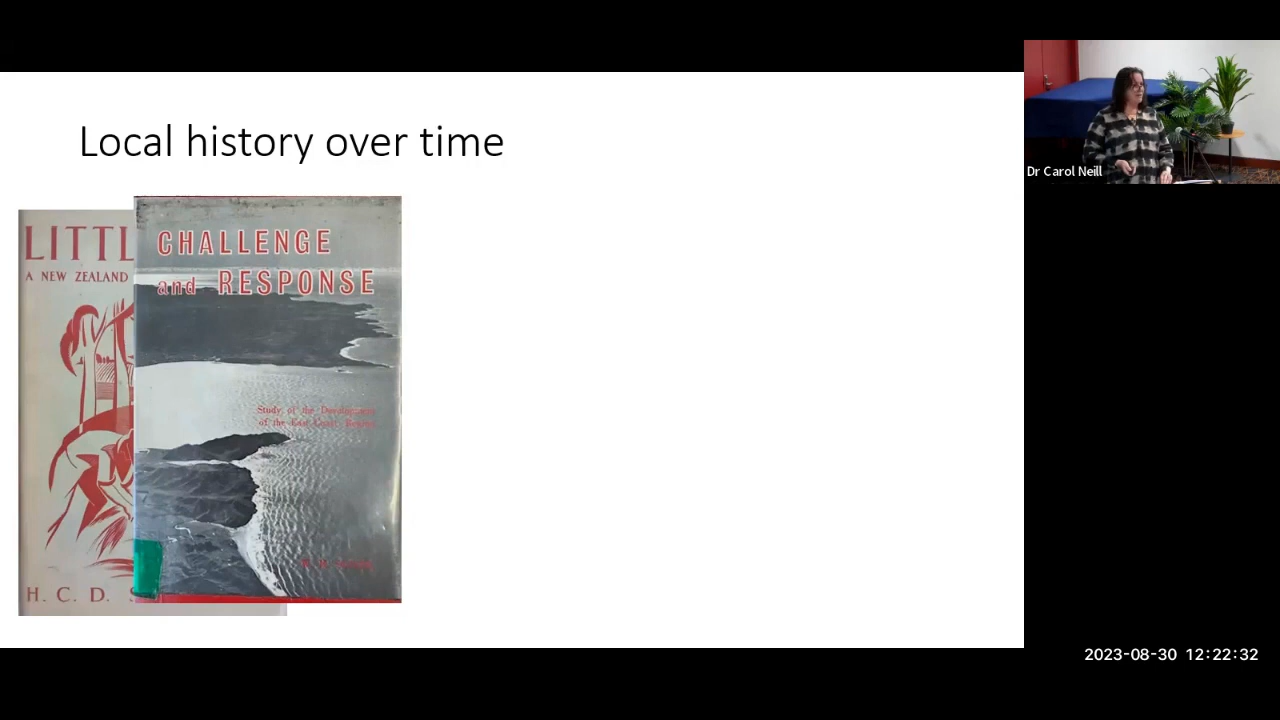 Local history over time
LITTL
A NEW ZEALAND
H. C. D. S
CHALLENGE
and RESPONSE
Study of the Development
of the East Coast Region
Dr Carol Neill
2023-08-30 12:22:32